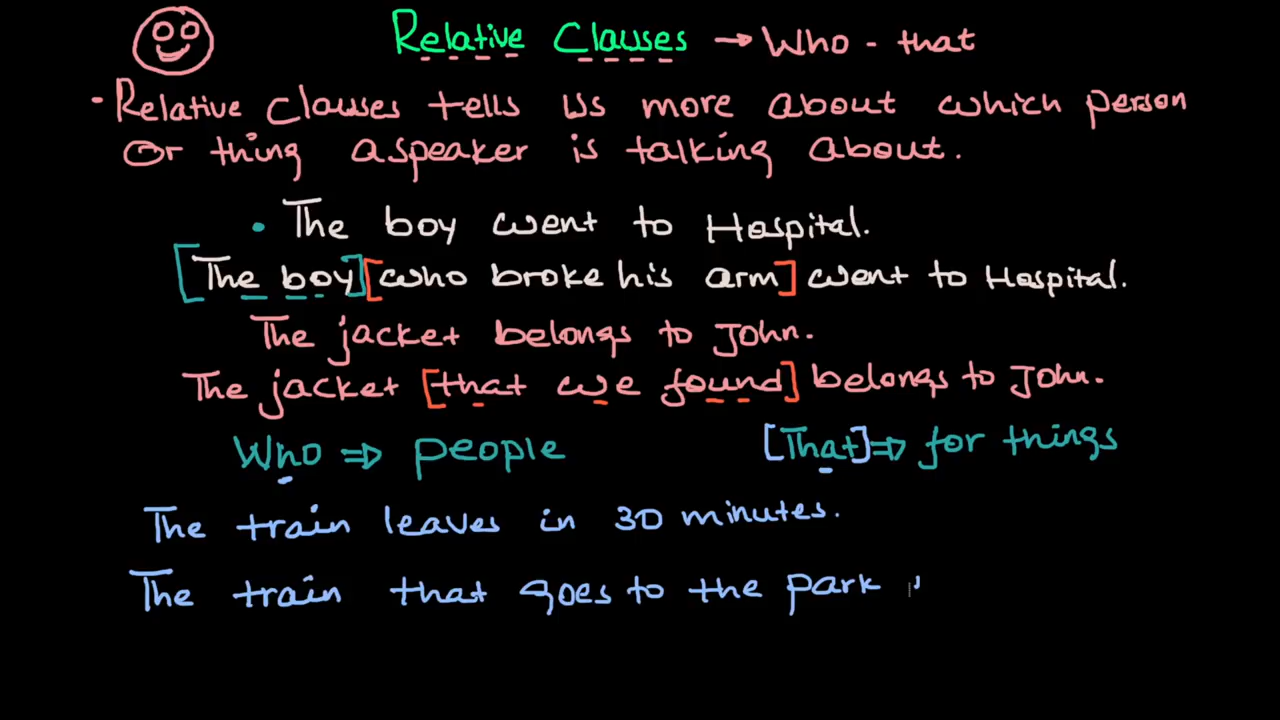 Relative Clauses → Who - that
• Relative Clauses tells us more about which person
Or thing a speaker is talking about.
• The boy went to Hospital.
[The boy] [who broke his arm] went to Hospital.
The jacket belongs to John.
The jacket [that we found] belongs to John.
Who ⇒ people [That] ⇒ for things
The train leaves in 30 minutes.
The train that goes to the park